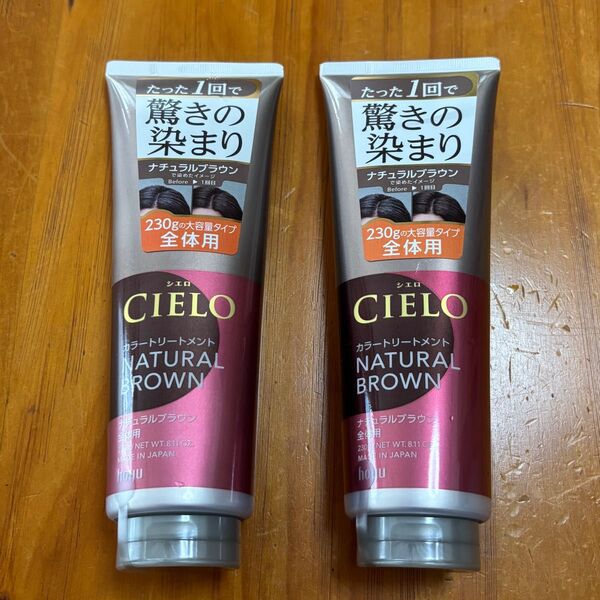 たった1回で
驚きの
染まり
ナチュラルブラウン
で染めたイメージ
Before ▶ 1回目
230gの大容量タイプ
全体用
シエロ
CIELO
カラートリートメント
NATURAL
BROWN
ナチュラルブラウン
全体用
NET WT. 8.11 OZ.
MADE IN JAPAN
hoyu
たった1回で
驚きの
染まり
ナチュラルブラウン
で染めたイメージ
Before ▶ 1回目
230gの大容量タイプ
全体用
シエロ
CIELO
カラートリートメント
NATURAL
BROWN
ナチュラルブラウン
全体用
230g NET WT. 8.11
MADE IN JAPAN
hoyu